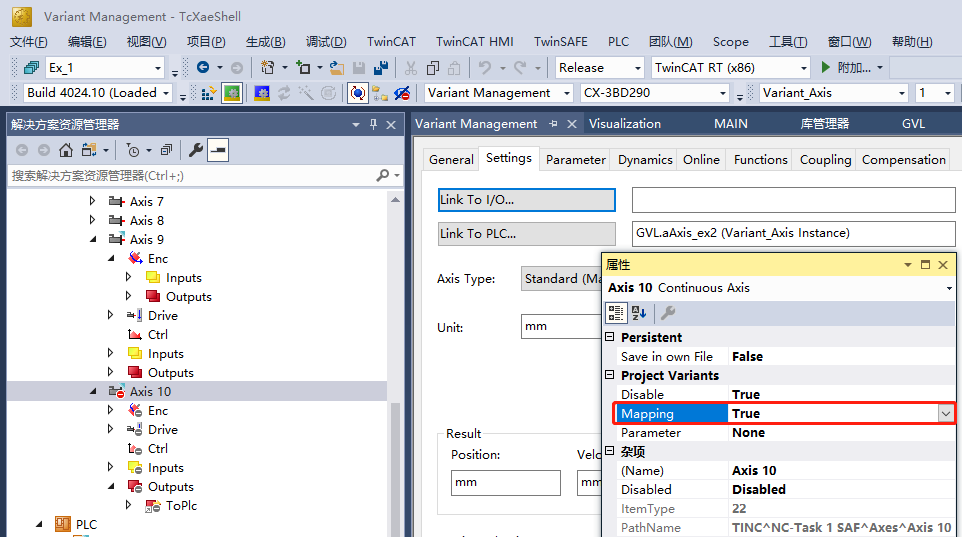 Variant Management - TcXaeShell
文件(F) 编辑(E) 视图(V) 项目(P) 生成(B) 调试(D) TwinCAT TwinCAT HMI TwinSAFE PLC 团队(M) Scope 工具(T) 窗口(W) 帮助(H)
Ex_1 Release TwinCAT RT (x86) 附加...
Build 4024.10 (Loaded Variant Management CX-3BD290 Variant_Axis 1
解决方案资源管理器
搜索解决方案资源管理器(Ctrl+;)
Axis 7
Axis 8
Axis 9
Enc
Inputs
Outputs
Drive
Ctrl
Inputs
Outputs
Axis 10
Enc
Drive
Ctrl
Inputs
Outputs
ToPlc
PLC
Variant Management Visualization MAIN 库管理器 GVL
General Settings Parameter Dynamics Online Functions Coupling Compensation
Link To I/O...
Link To PLC... GVL.aAxis_ex2 (Variant_Axis Instance)
Axis Type: Standard (Ma
Unit: mm
Result
Position: Velo
mm mm
属性
Axis 10 Continuous Axis
Persistent
Save in own File False
Project Variants
Disable True
Mapping True
Parameter None
杂项
(Name) Axis 10
Disabled Disabled
ItemType 22
PathName TINC^NC-Task 1 SAF^Axes^Axis 10